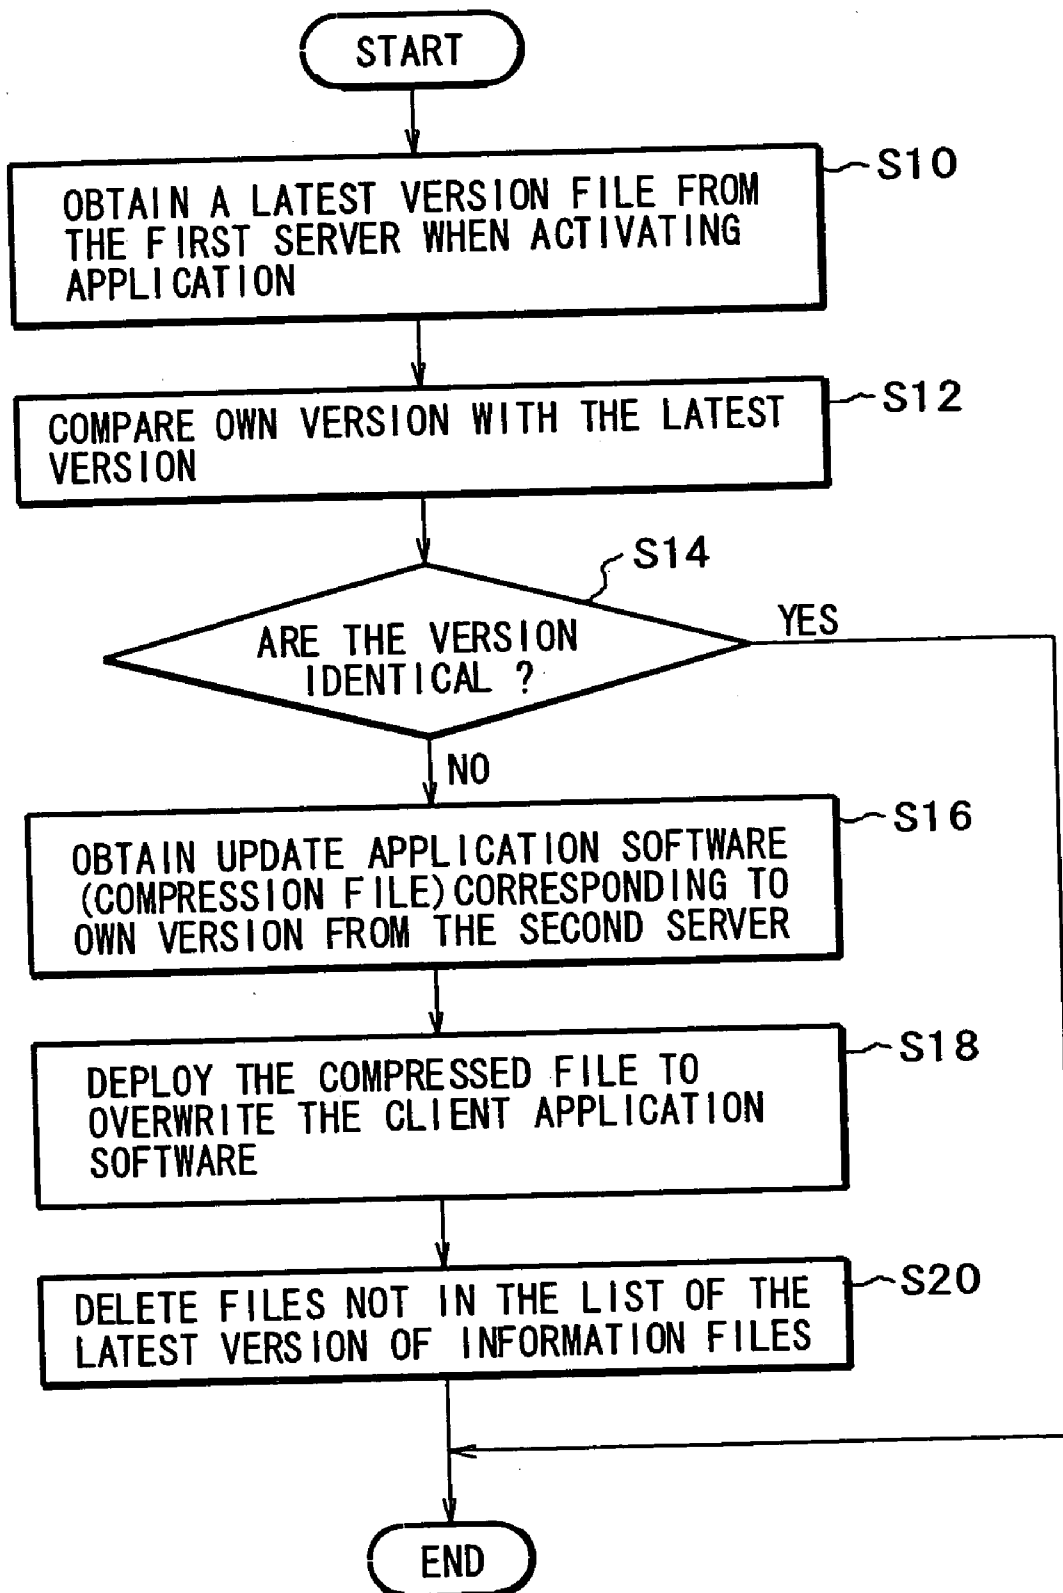 START
S10
OBTAIN A LATEST VERSION FILE FROM
THE FIRST SERVER WHEN ACTIVATING
APPLICATION
S12
COMPARE OWN VERSION WITH THE LATEST
VERSION
S14
YES
ARE THE VERSION
IDENTICAL ?
NO
S16
OBTAIN UPDATE APPLICATION SOFTWARE
(COMPRESSION FILE) CORRESPONDING TO
OWN VERSION FROM THE SECOND SERVER
S18
DEPLOY THE COMPRESSED FILE TO
OVERWRITE THE CLIENT APPLICATION
SOFTWARE
S20
DELETE FILES NOT IN THE LIST OF THE
LATEST VERSION OF INFORMATION FILES
END